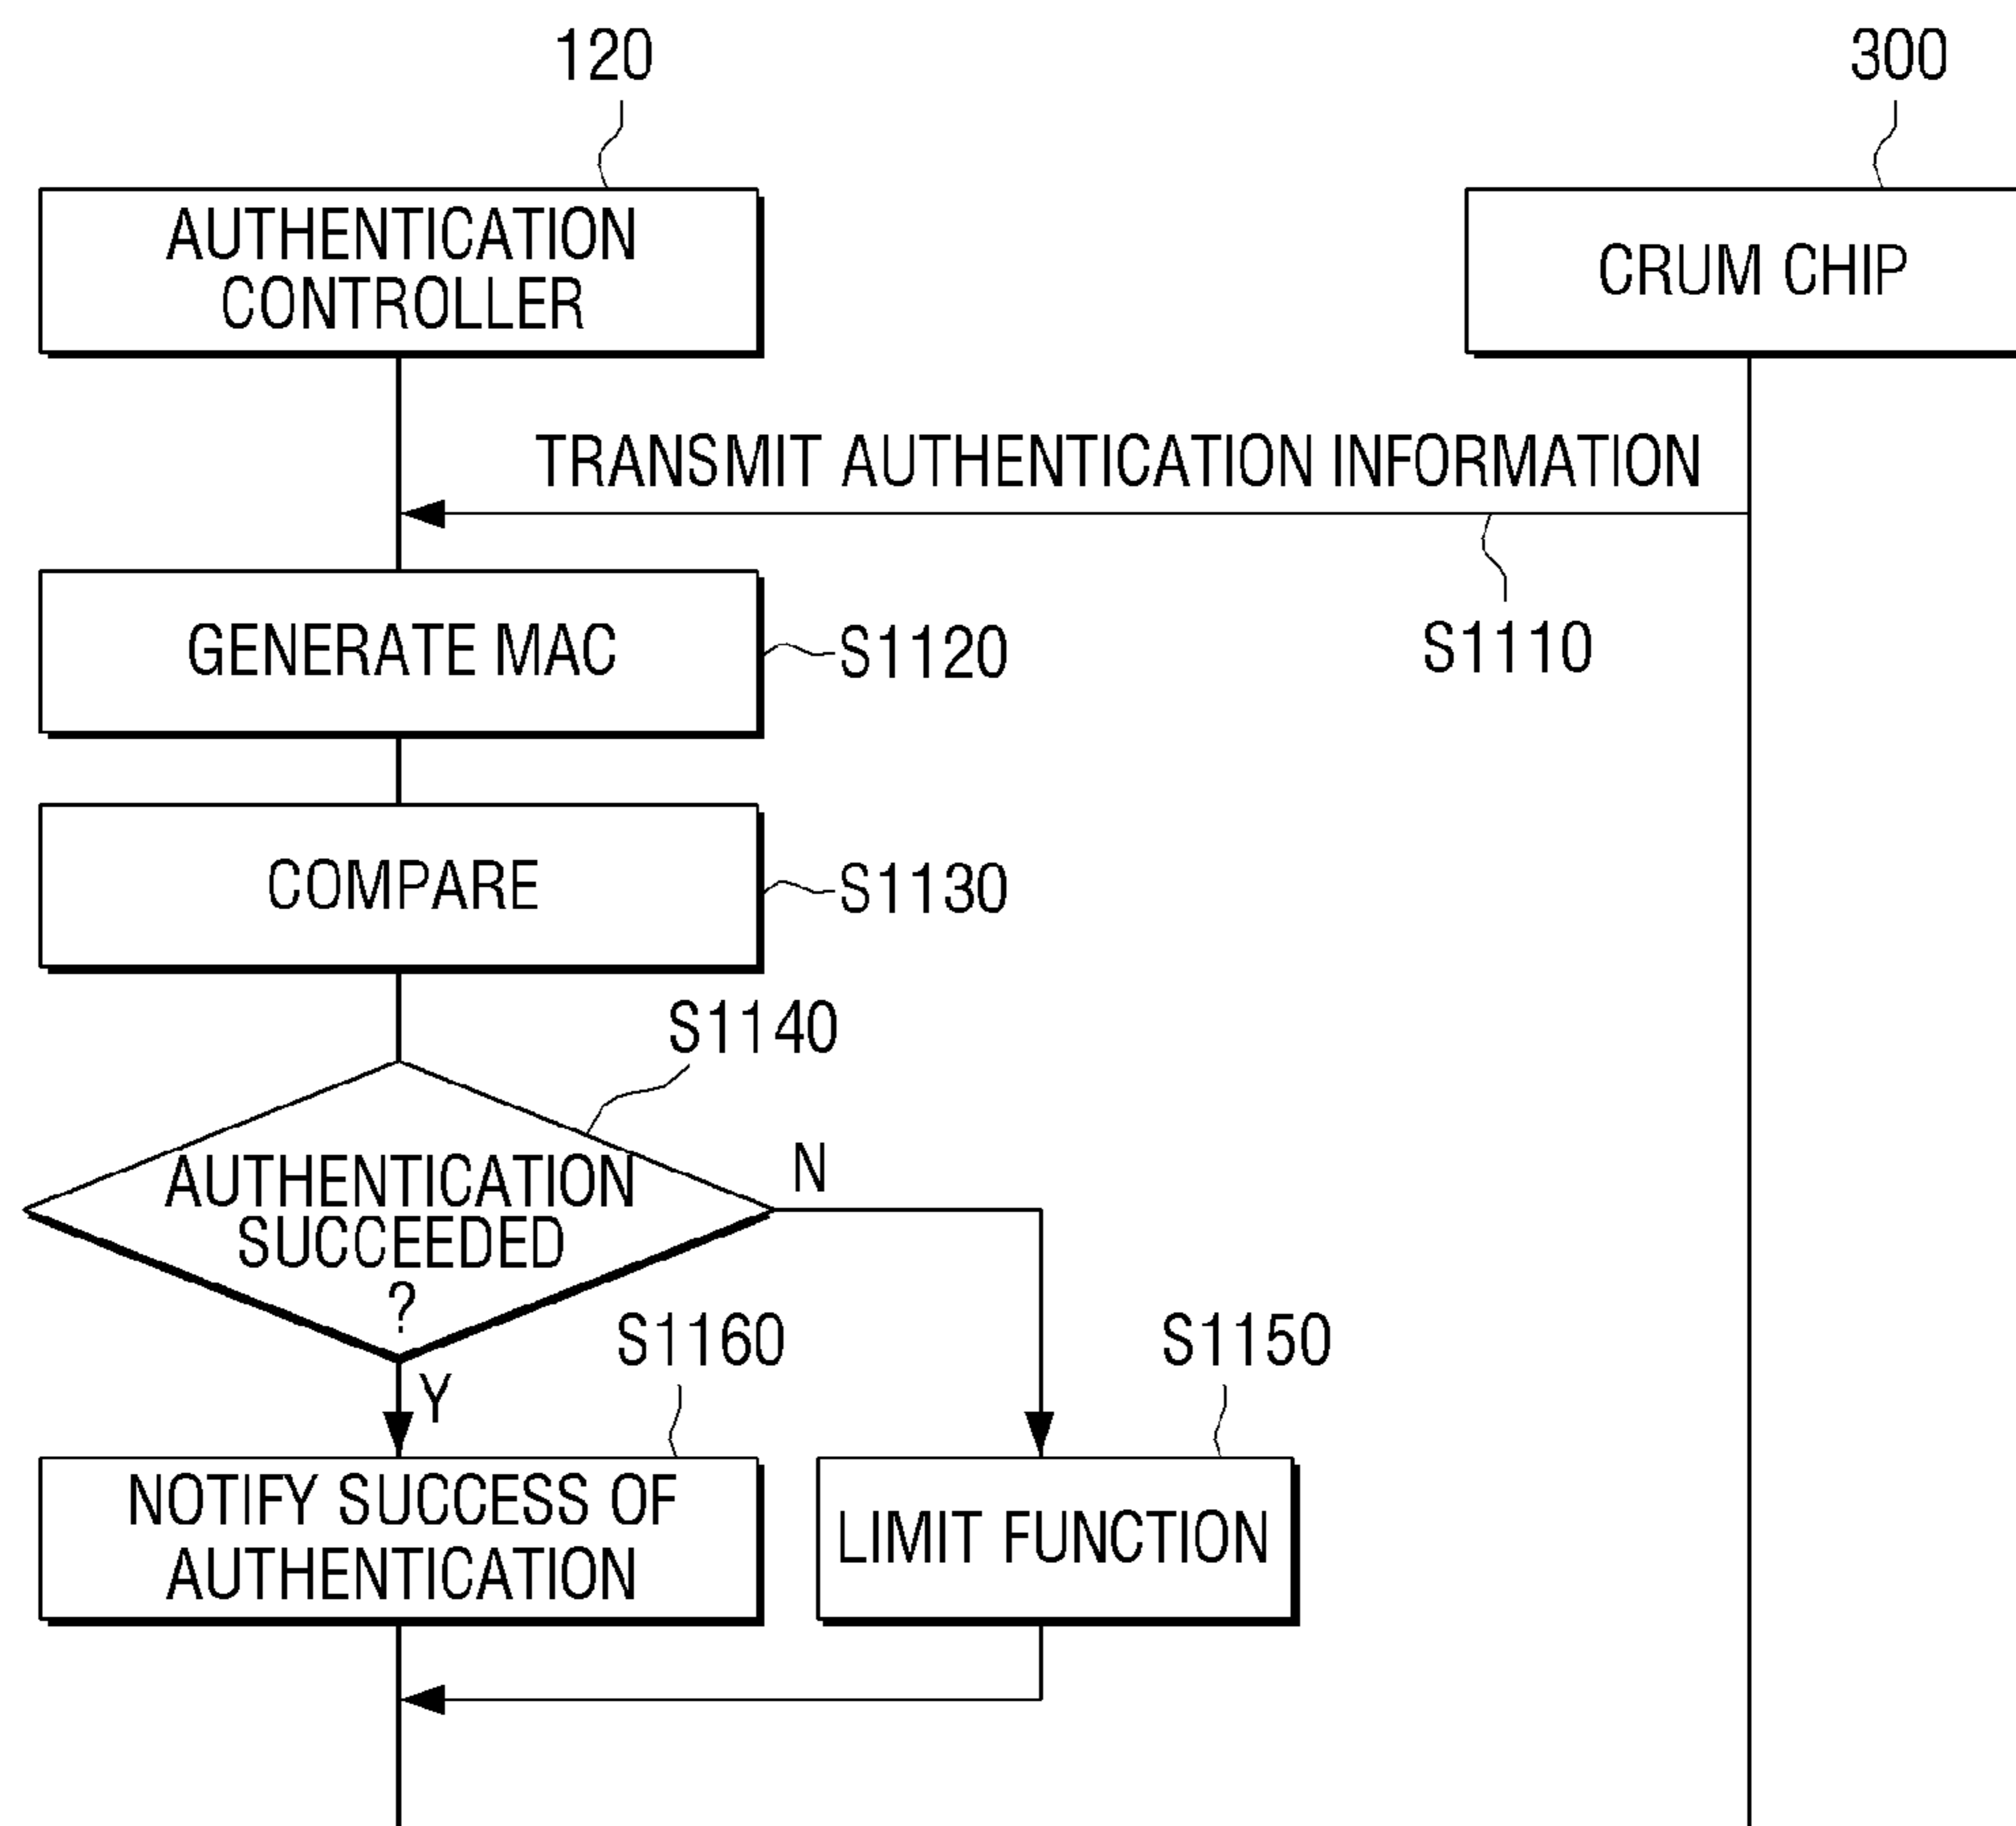 120
300
AUTHENTICATION
CONTROLLER
CRUM CHIP
TRANSMIT AUTHENTICATION INFORMATION
S1110
GENERATE MAC
S1120
COMPARE
S1130
S1140
AUTHENTICATION
SUCCEEDED
?
N
Y
S1160
S1150
NOTIFY SUCCESS OF
AUTHENTICATION
LIMIT FUNCTION